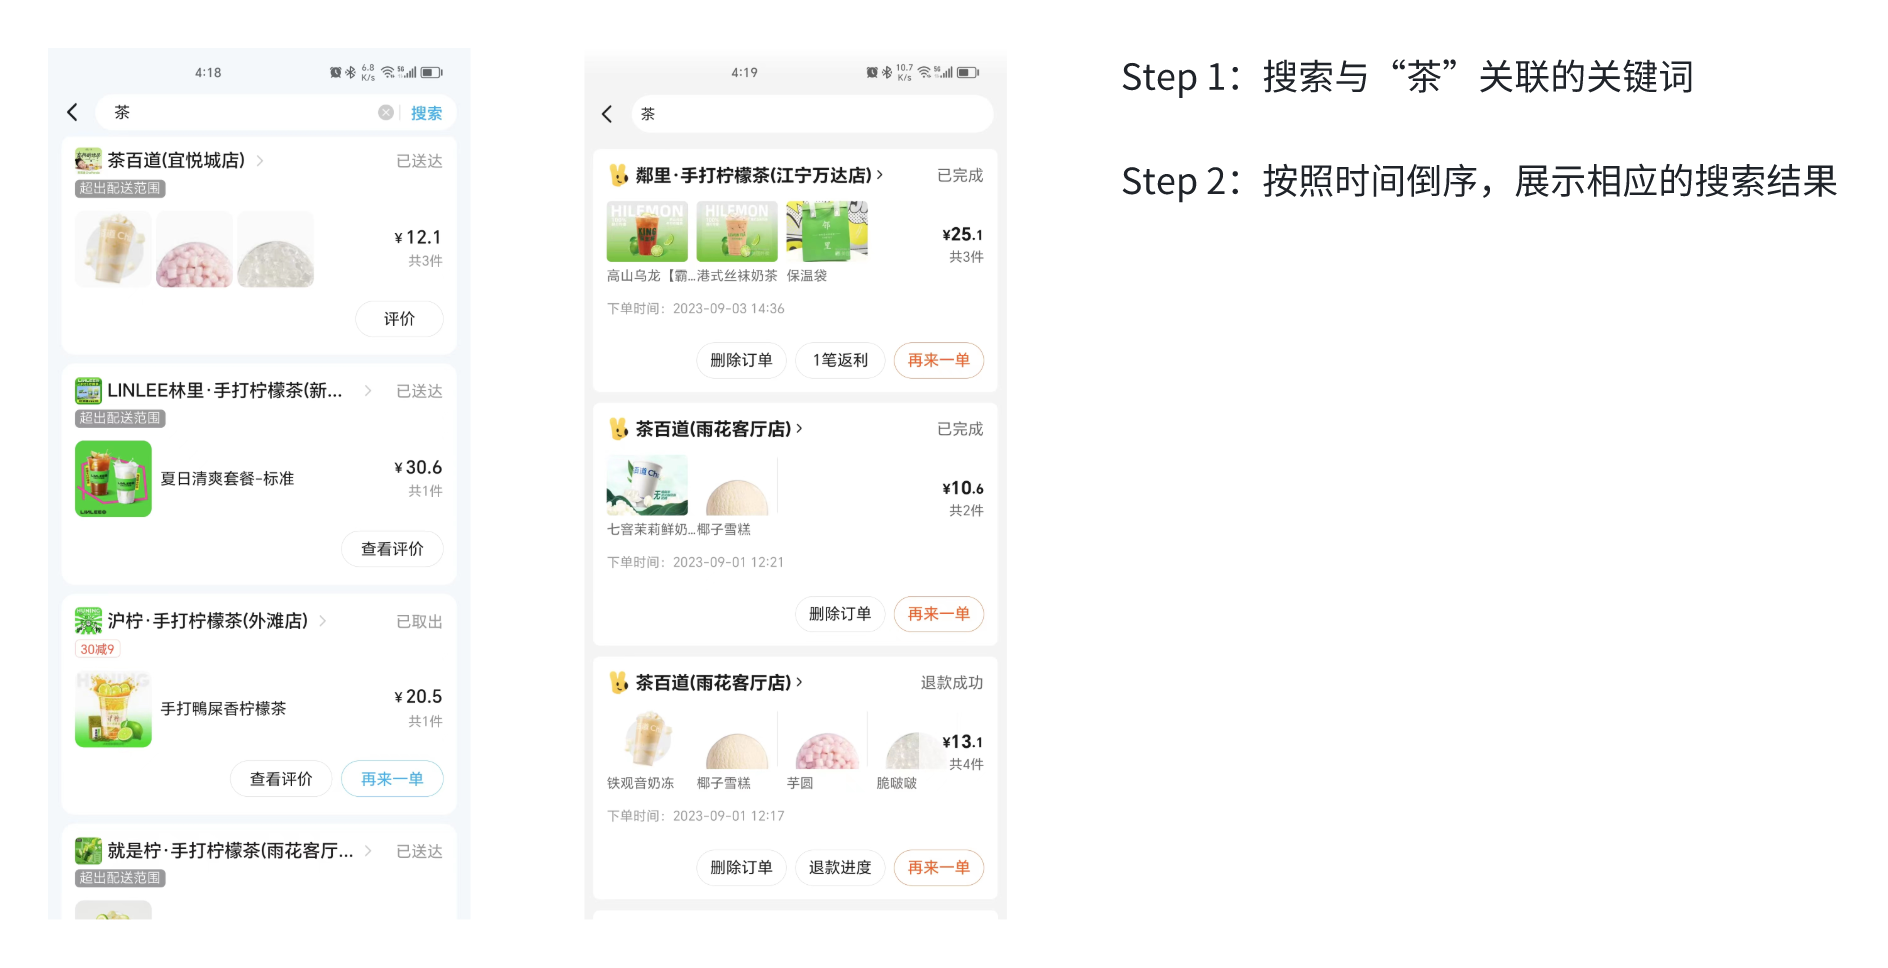 4:18
6.8 K/s
5G
茶
搜索
茶百道(宜悦城店)
已送达
超出配送范围
¥12.1
共3件
评价
LINLEE林里·手打柠檬茶(新...
已送达
超出配送范围
夏日清爽套餐-标准
¥30.6
共1件
查看评价
沪柠·手打柠檬茶(外滩店)
已取出
30减9
手打鴨屎香柠檬茶
¥20.5
共1件
查看评价
再来一单
就是柠·手打柠檬茶(雨花客厅...
已送达
超出配送范围
4:19
10.7 K/s
5G
茶
鄰里·手打柠檬茶(江宁万达店)
已完成
HILEMON
HILEMON
¥25.1
共3件
高山乌龙【霸...
港式丝袜奶茶
保温袋
下单时间：2023-09-03 14:36
删除订单
1笔返利
再来一单
茶百道(雨花客厅店)
已完成
¥10.6
共2件
七窨茉莉鲜奶...
椰子雪糕
下单时间：2023-09-01 12:21
删除订单
再来一单
茶百道(雨花客厅店)
退款成功
¥13.1
共4件
铁观音奶冻
椰子雪糕
芋圆
脆啵啵
下单时间：2023-09-01 12:17
删除订单
退款进度
再来一单
Step 1：搜索与“茶”关联的关键词
Step 2：按照时间倒序，展示相应的搜索结果